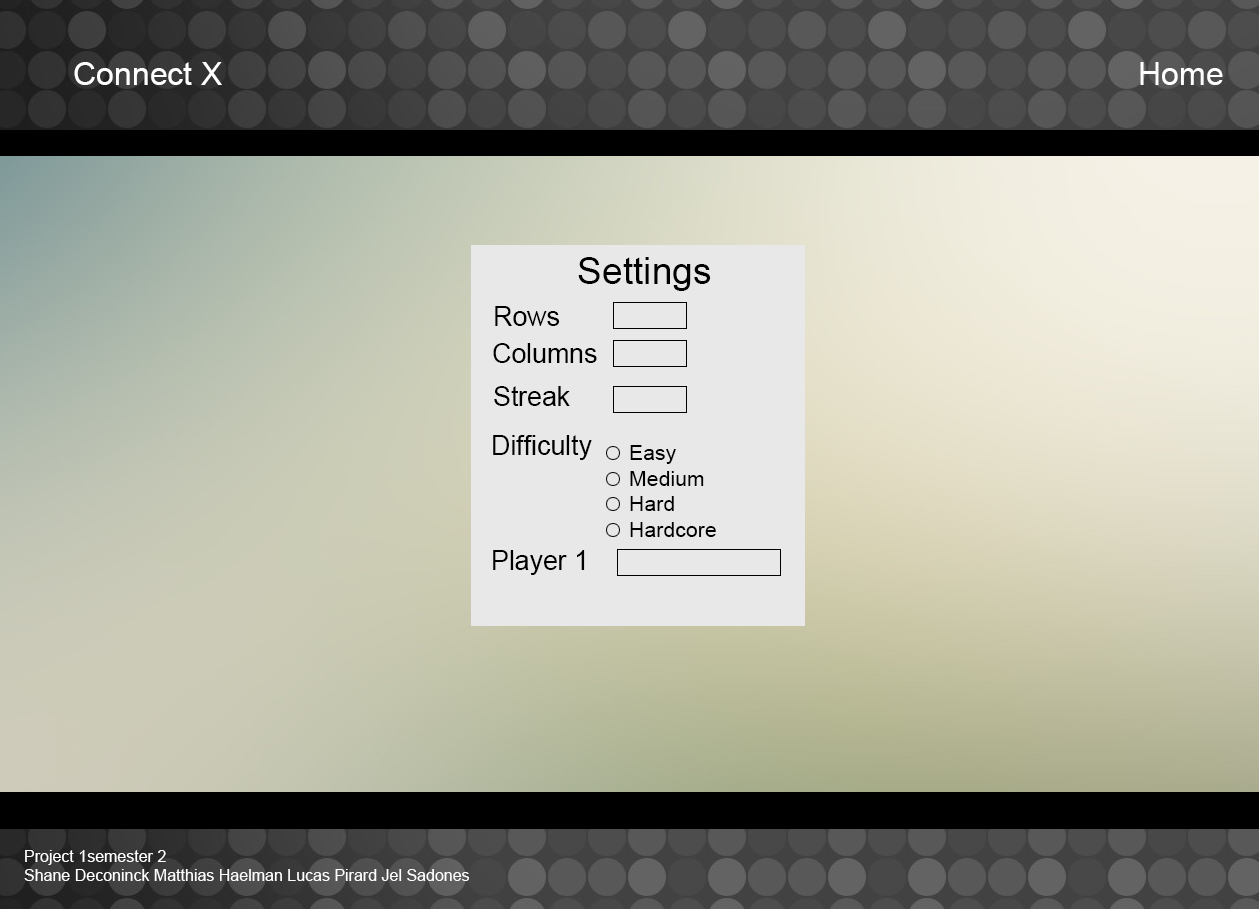 Connect X
Home
Settings
Rows
Columns
Streak
Difficulty
Easy
Medium
Hard
Hardcore
Player 1
Project 1semester 2
Shane Deconinck Matthias Haelman Lucas Pirard Jel Sadones